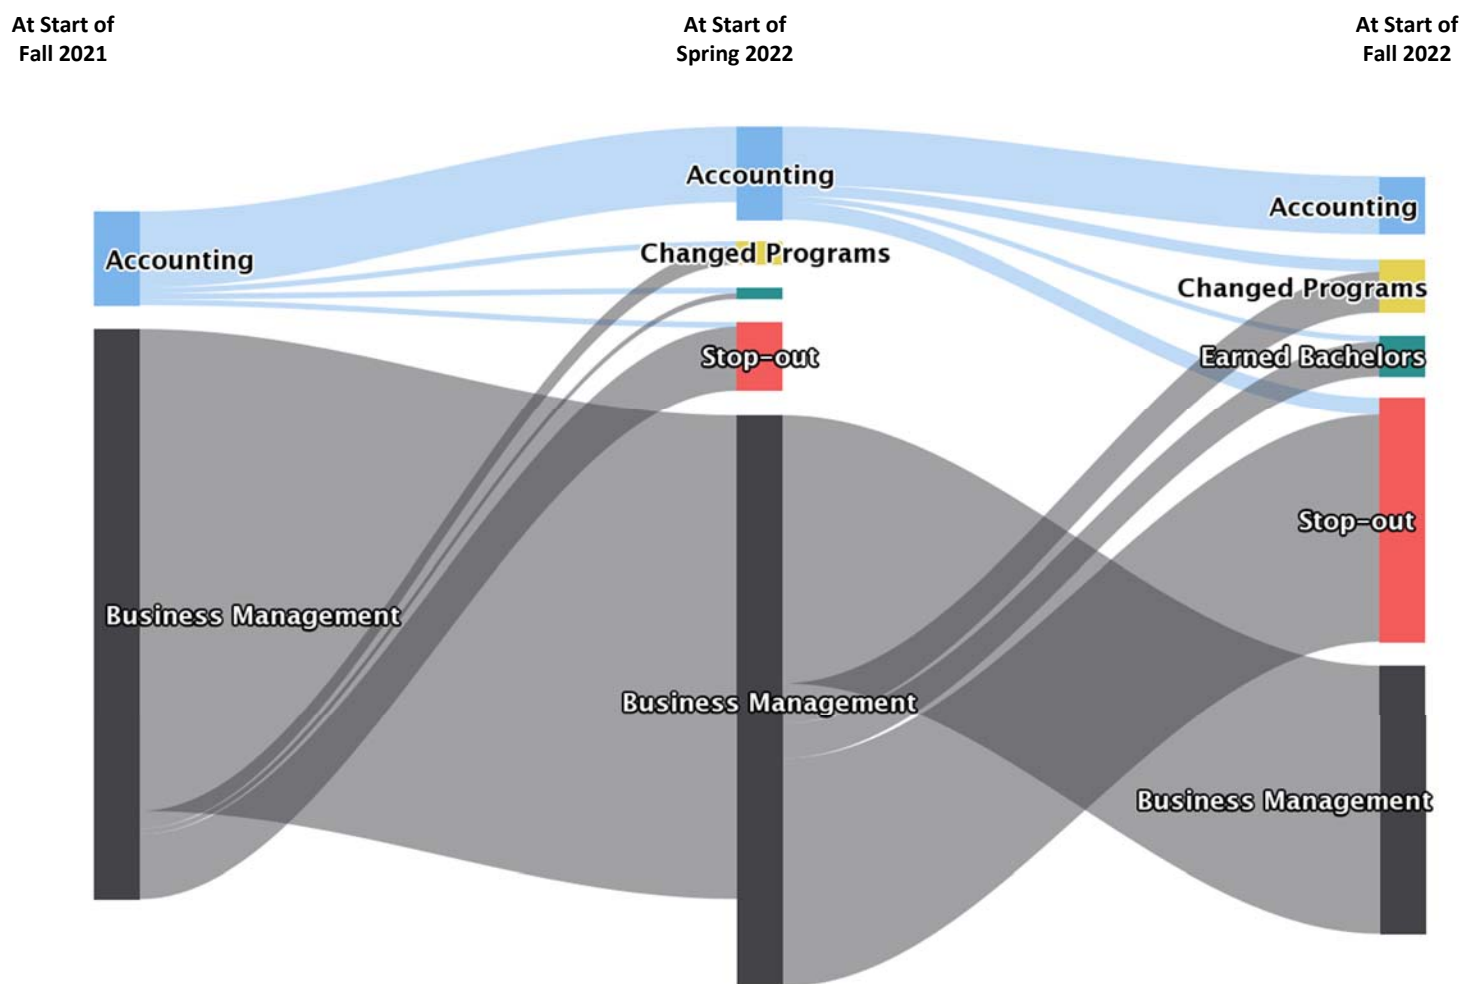 At Start of
Fall 2021
At Start of
Spring 2022
At Start of
Fall 2022
Accounting
Business Management
Accounting
Changed Programs
Stop-out
Business Management
Accounting
Changed Programs
Earned Bachelors
Stop-out
Business Management